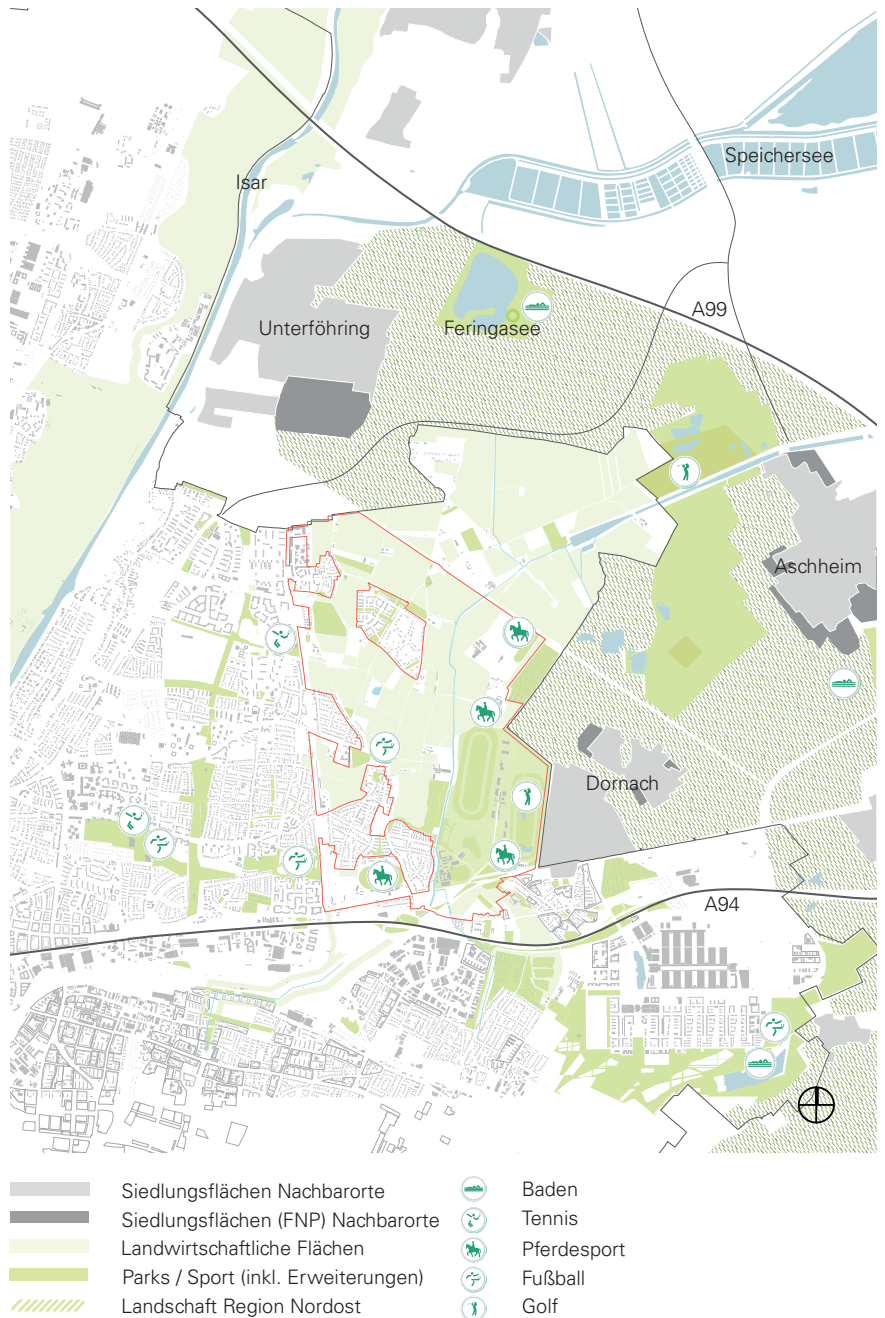 Speichersee
Isar
A99
Unterföhring
Feringasee
Aschheim
Dornach
A94
Siedlungsflächen Nachbarorte
Siedlungsflächen (FNP) Nachbarorte
Landwirtschaftliche Flächen
Parks / Sport (inkl. Erweiterungen)
Landschaft Region Nordost
Baden
Tennis
Pferdesport
Fußball
Golf